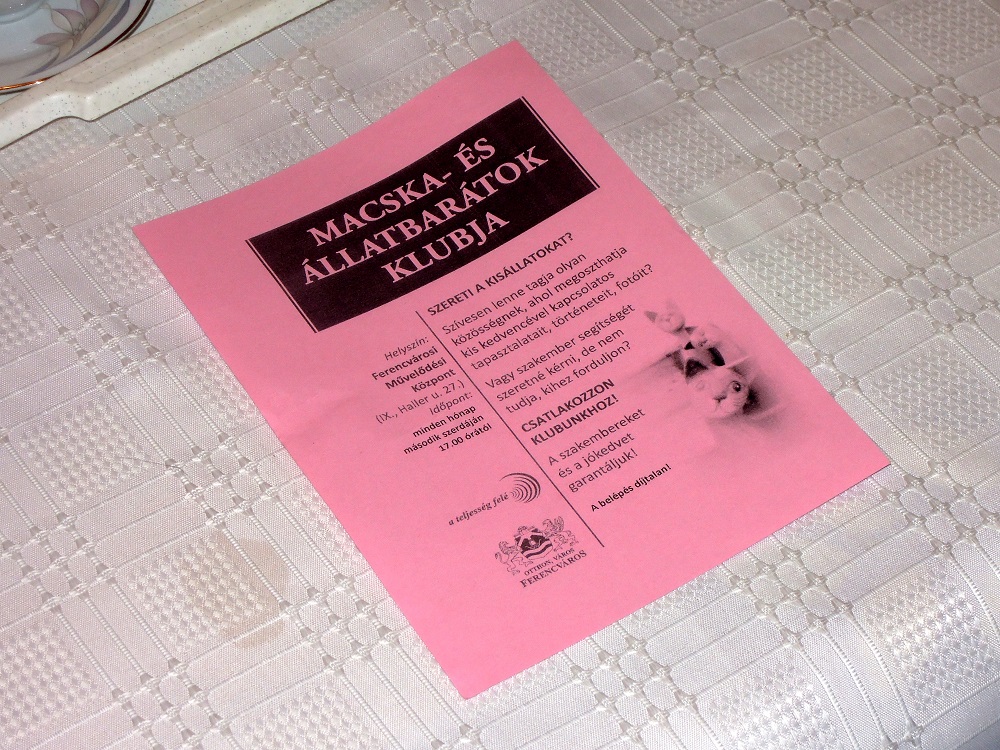 MACSKA- ÉS
ÁLLATBARÁTOK
KLUBJA
Helyszín:
Ferencvárosi
Művelődési
Központ
(IX., Haller u. 27.)
Időpont:
minden hónap
második szerdáján
17.00 órától
a teljesség felé
OTTHON, VÁROS
FERENCVÁROS
SZERETI A KISÁLLATOKAT?
Szívesen lenne tagja olyan
közösségnek, ahol megoszthatja
kis kedvencével kapcsolatos
tapasztalatait, történeteit, fotóit?
Vagy szakember segítségét
szeretné kérni, de nem
tudja, kihez forduljon?
CSATLAKOZZON
KLUBUNKHOZ!
A szakembereket
és a jókedvet
garantáljuk!
A belépés díjtalan!